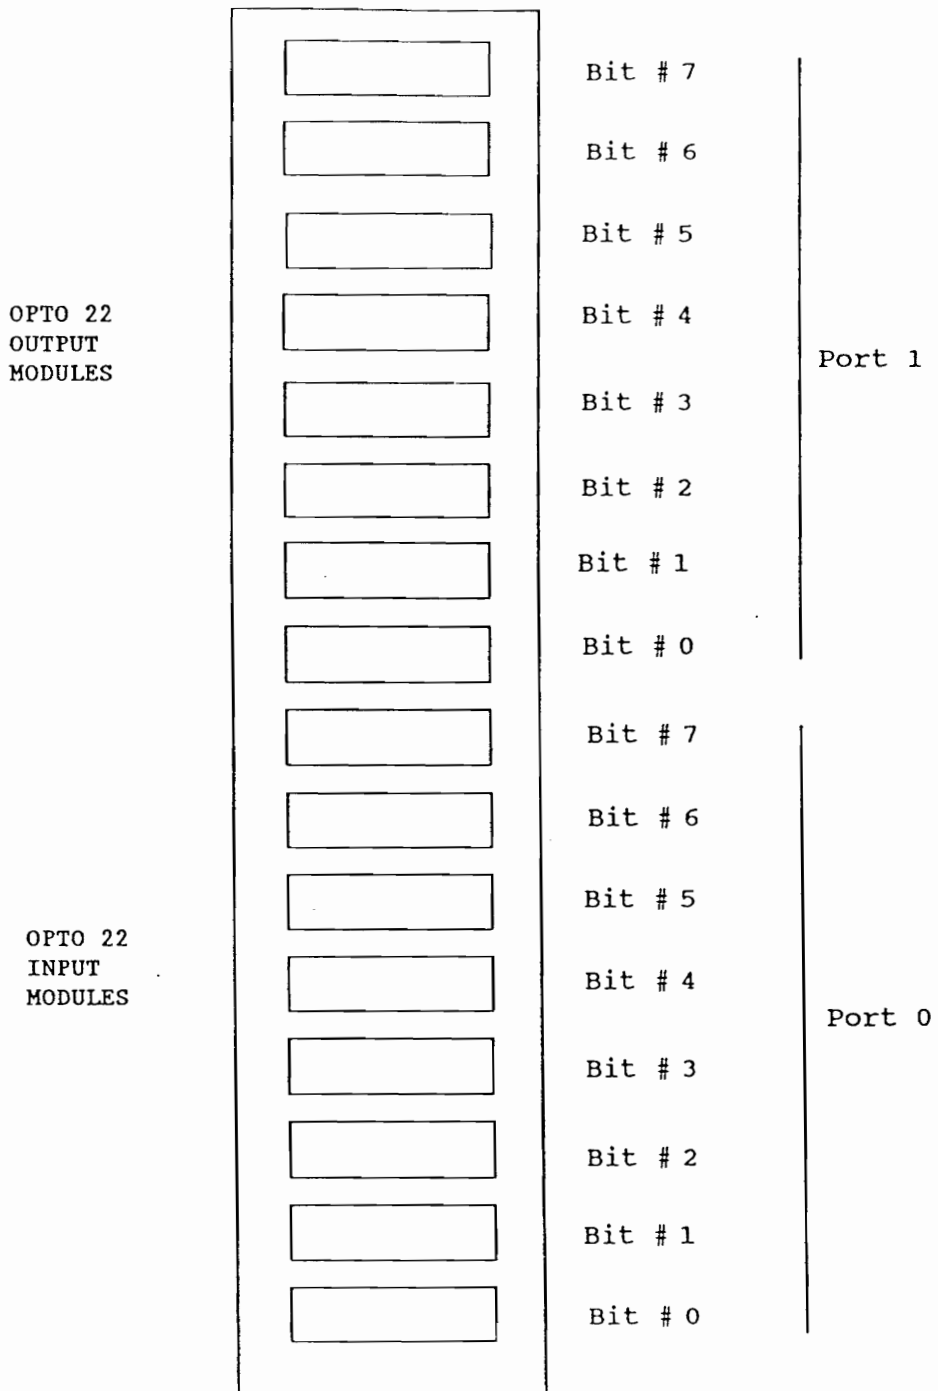 Bit # 7
Bit # 6
Bit # 5
OPTO 22
OUTPUT
MODULES
Bit # 4
Port 1
Bit # 3
Bit # 2
Bit # 1
Bit # 0
Bit # 7
Bit # 6
Bit # 5
OPTO 22
INPUT
MODULES
Bit # 4
Port 0
Bit # 3
Bit # 2
Bit # 1
Bit # 0